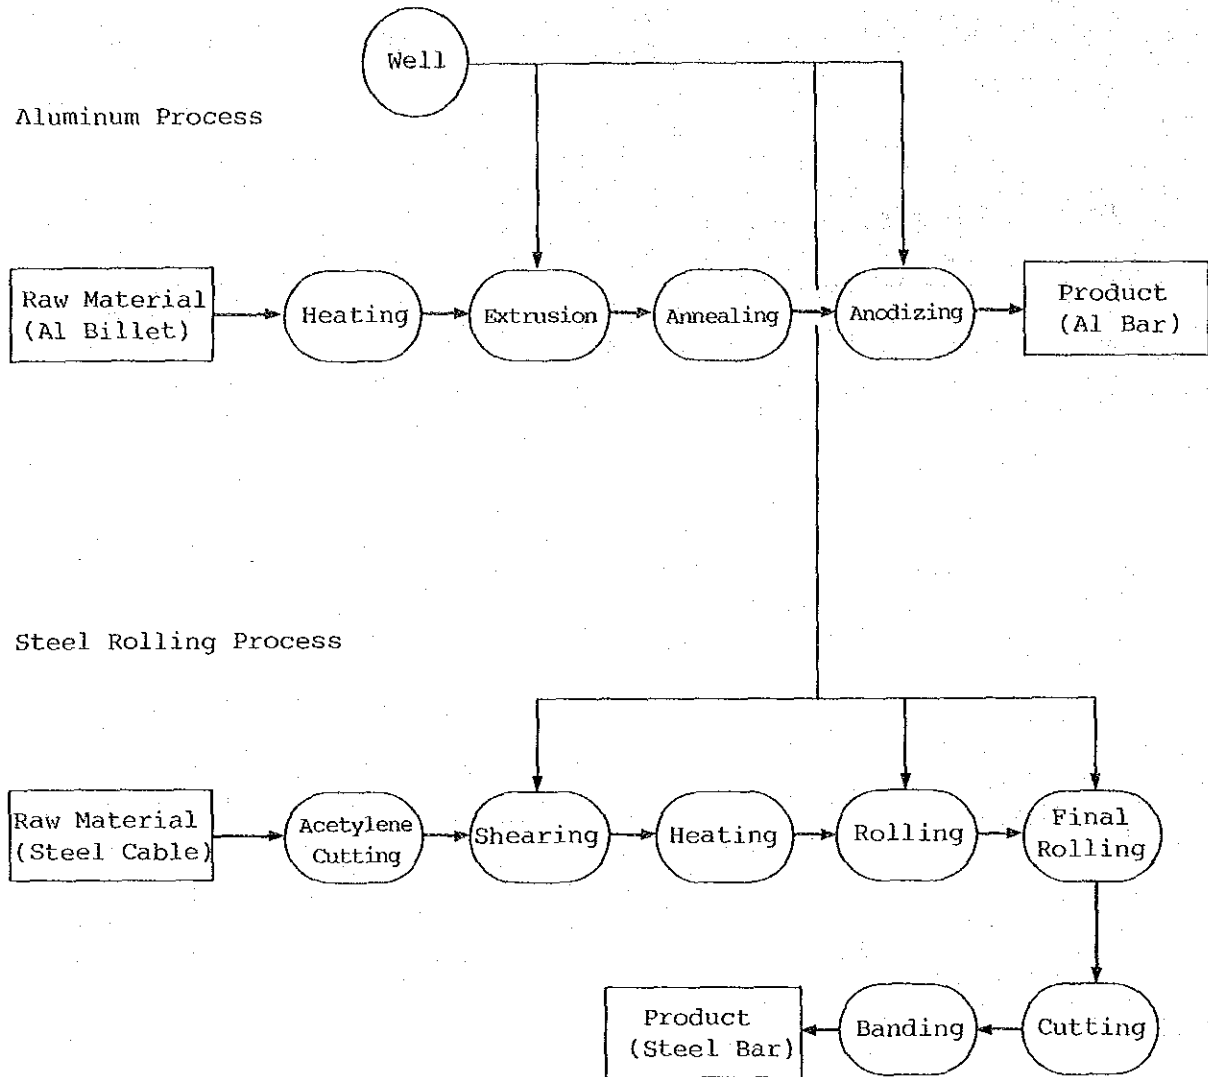 Well
Aluminum Process
Raw Material
(Al Billet)
Heating
Extrusion
Annealing
Anodizing
Product
(Al Bar)
Steel Rolling Process
Raw Material
(Steel Cable)
Acetylene
Cutting
Shearing
Heating
Rolling
Final
Rolling
Product
(Steel Bar)
Banding
Cutting